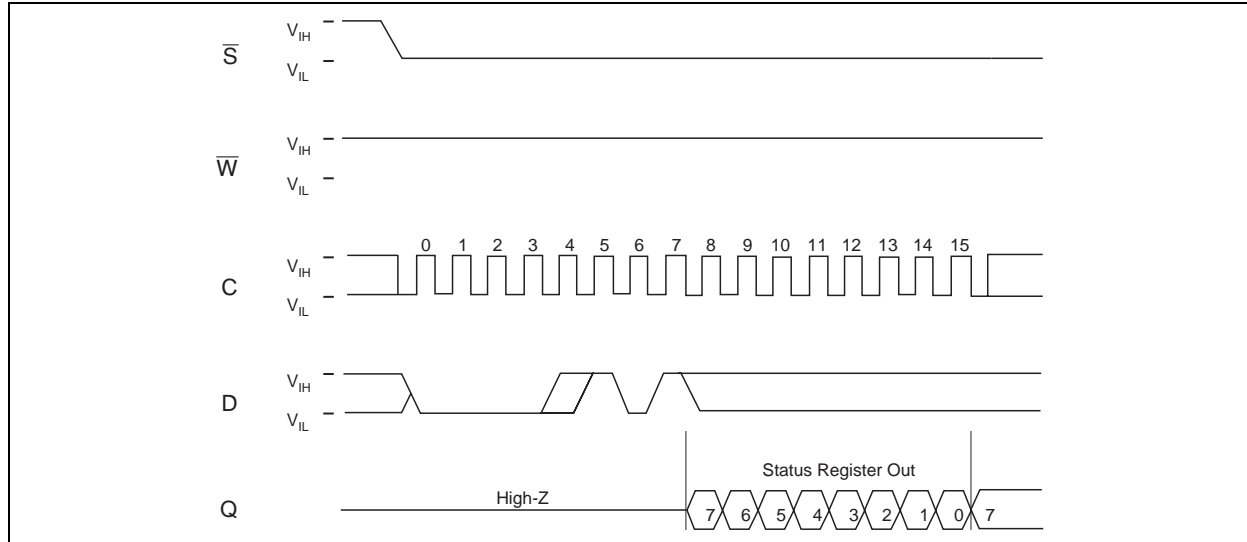 V_IH
S̅
V_IL
V_IH
W̅
V_IL
0 1 2 3 4 5 6 7 8 9 10 11 12 13 14 15
V_IH
C
V_IL
V_IH
D
V_IL
Status Register Out
High-Z
Q
7 6 5 4 3 2 1 0 7